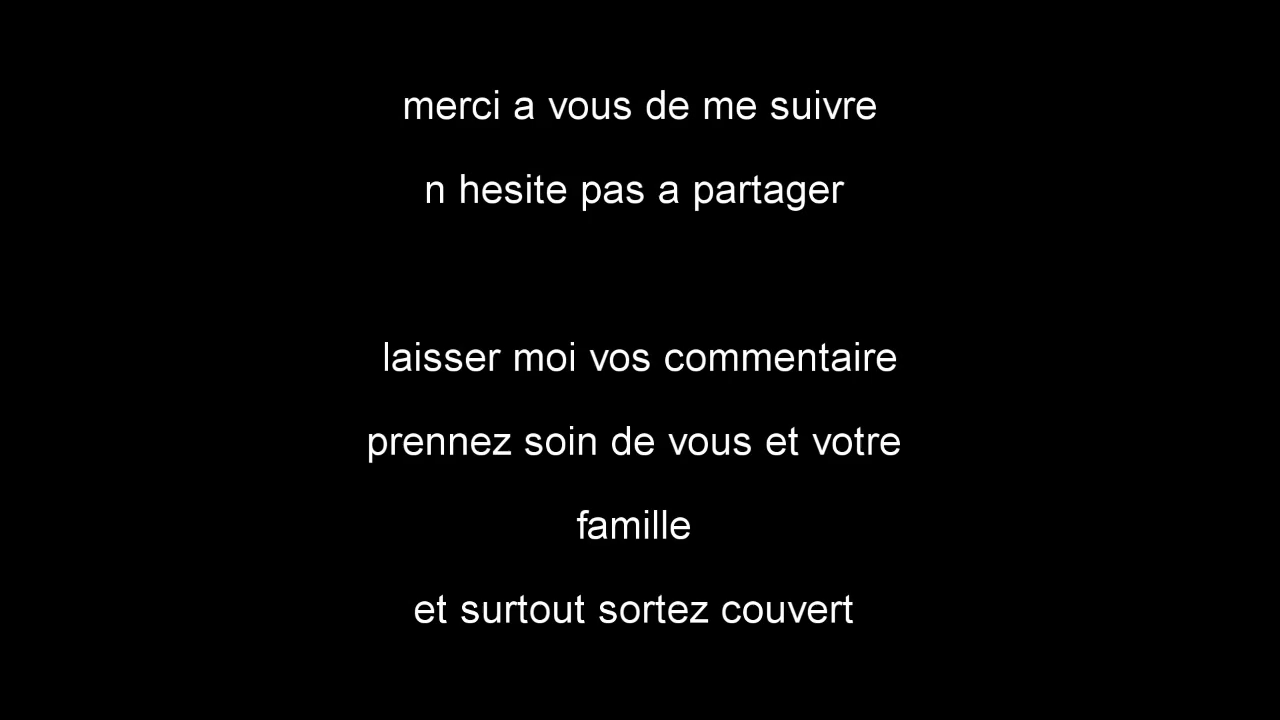 merci a vous de me suivre
n hesite pas a partager
laisser moi vos commentaire
prennez soin de vous et votre
famille
et surtout sortez couvert